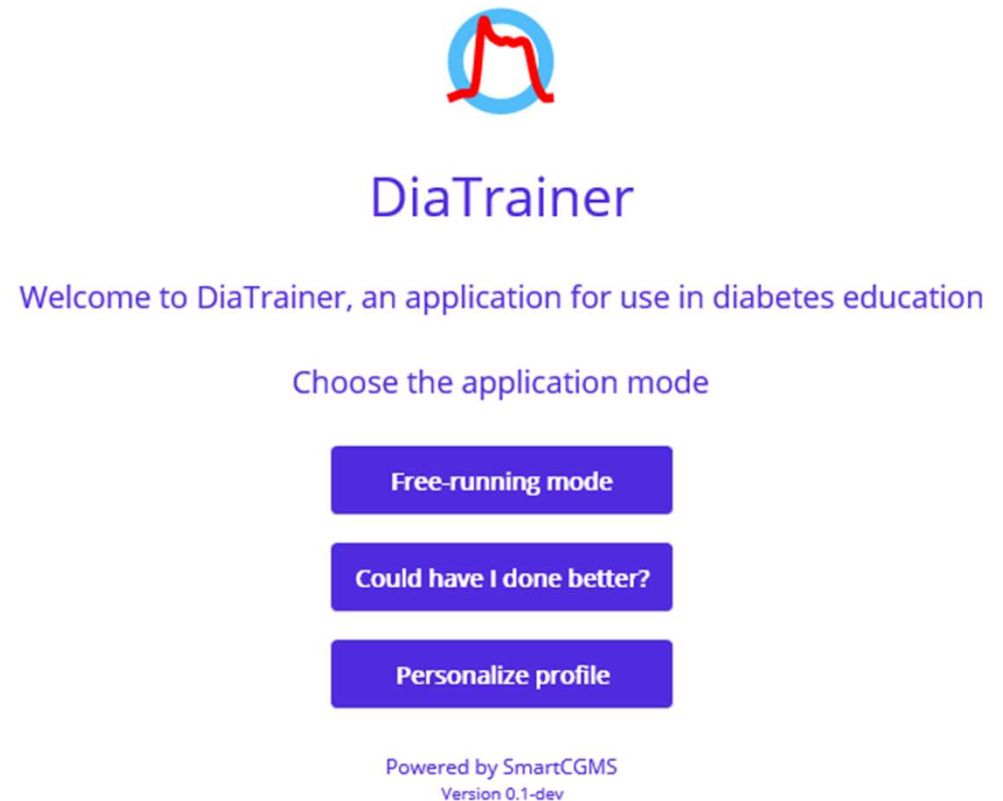 DiaTrainer
Welcome to DiaTrainer, an application for use in diabetes education
Choose the application mode
Free-running mode
Could have I done better?
Personalize profile
Powered by SmartCGMS
Version 0.1-dev